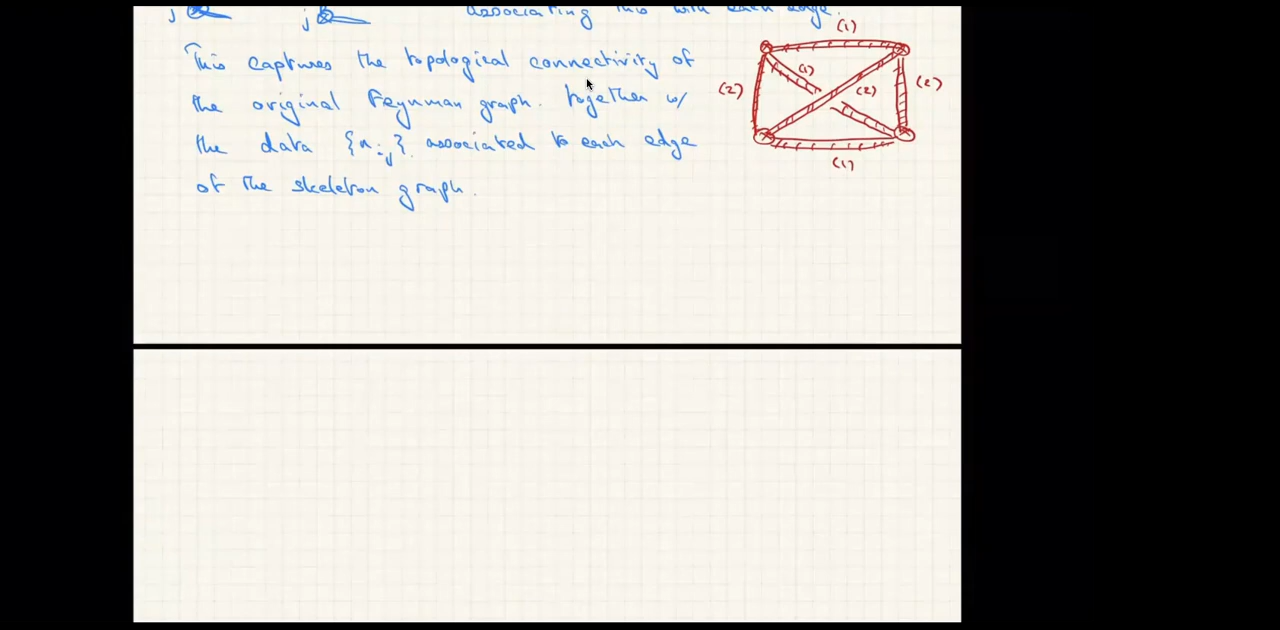 j j associating this with each edge.
(1)
This captures the topological connectivity of
(1)
(2) (2) (2)
the original Feynman graph. together w/
the data {n_ij} associated to each edge
(1)
of the skeleton graph.